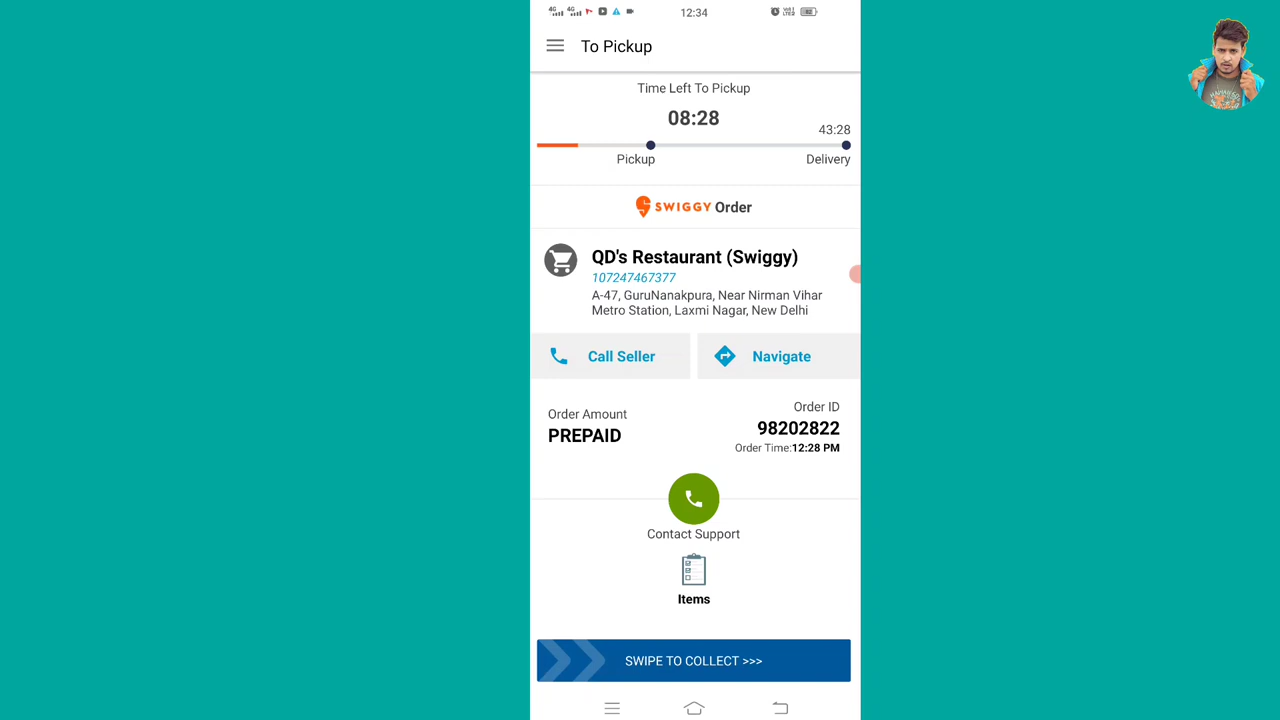 4G 4G 12:34
To Pickup
Time Left To Pickup
08:28
43:28
Pickup Delivery
SWIGGY Order
QD's Restaurant (Swiggy)
107247467377
A-47, GuruNanakpura, Near Nirman Vihar
Metro Station, Laxmi Nagar, New Delhi
Call Seller Navigate
Order Amount Order ID
PREPAID 98202822
Order Time:12:28 PM
Contact Support
Items
SWIPE TO COLLECT >>>